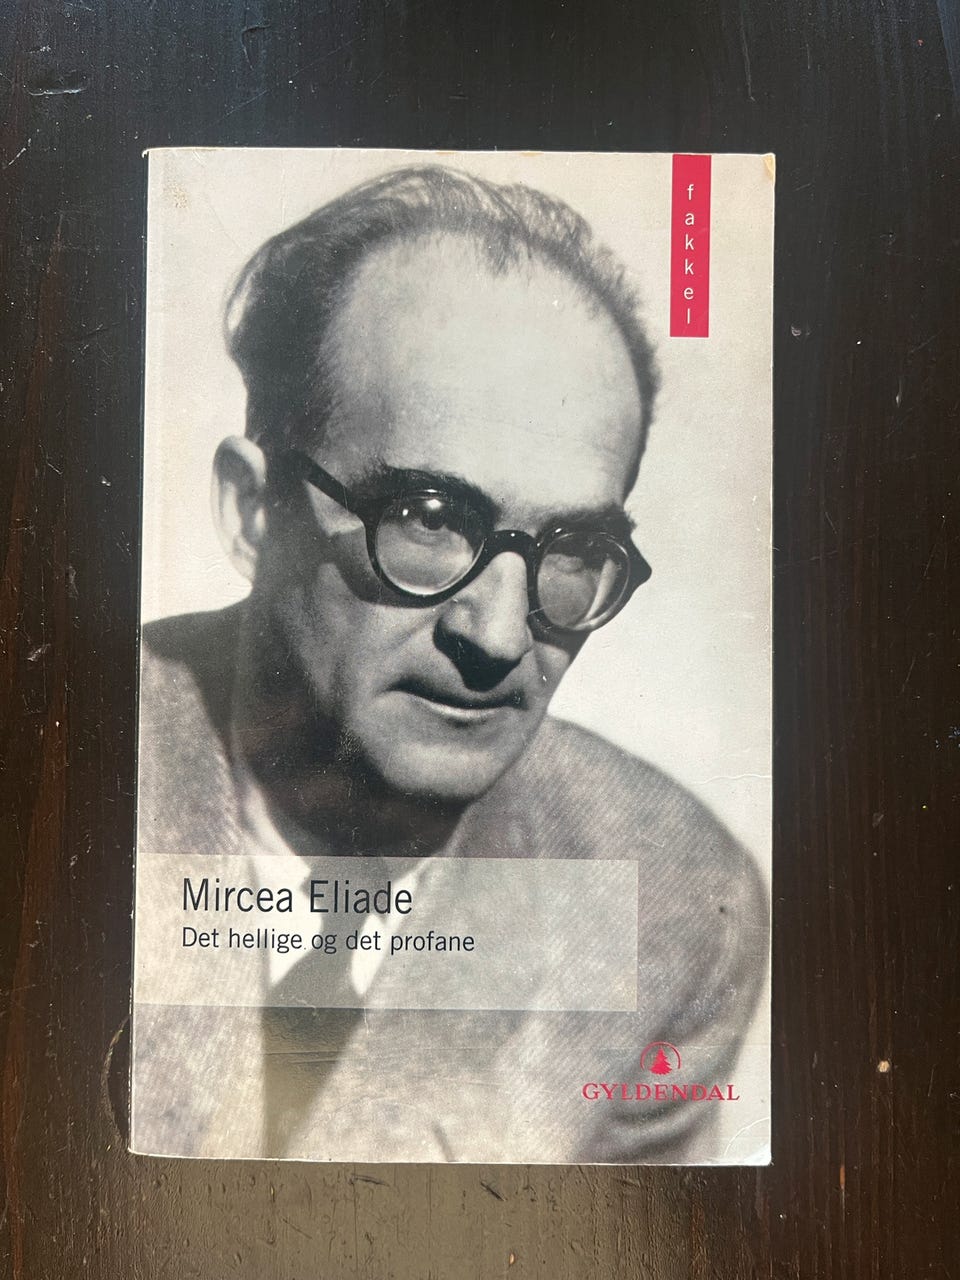 fakkel
Mircea Eliade
Det hellige og det profane
GYLDENDAL